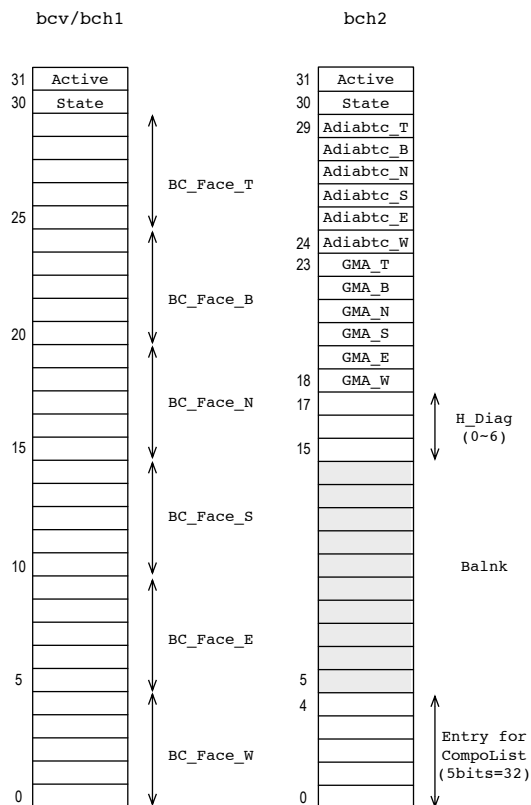 bcv/bch1
31 Active
30 State
25
20
15
10
5
0
BC_Face_T
BC_Face_B
BC_Face_N
BC_Face_S
BC_Face_E
BC_Face_W
bch2
31 Active
30 State
29 Adiabtc_T
Adiabtc_B
Adiabtc_N
Adiabtc_S
Adiabtc_E
24 Adiabtc_W
23 GMA_T
GMA_B
GMA_N
GMA_S
GMA_E
18 GMA_W
17
15
5
4
0
H_Diag
(0~6)
Balnk
Entry for
CompoList
(5bits=32)